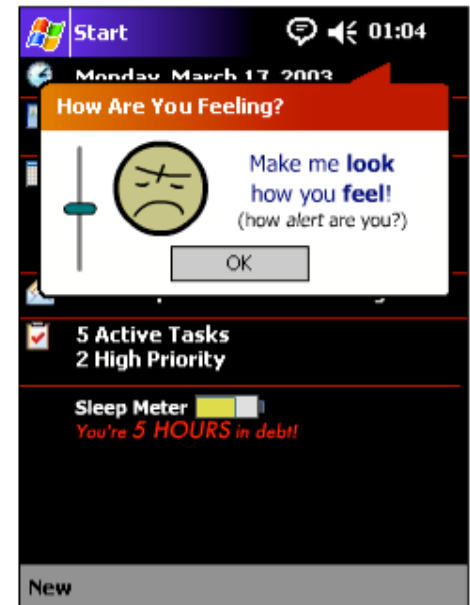 Start 01:04
Monday, March 17, 2003
How Are You Feeling?
Make me look
how you feel!
(how alert are you?)
OK
5 Active Tasks
2 High Priority
Sleep Meter
You're 5 HOURS in debt!
New